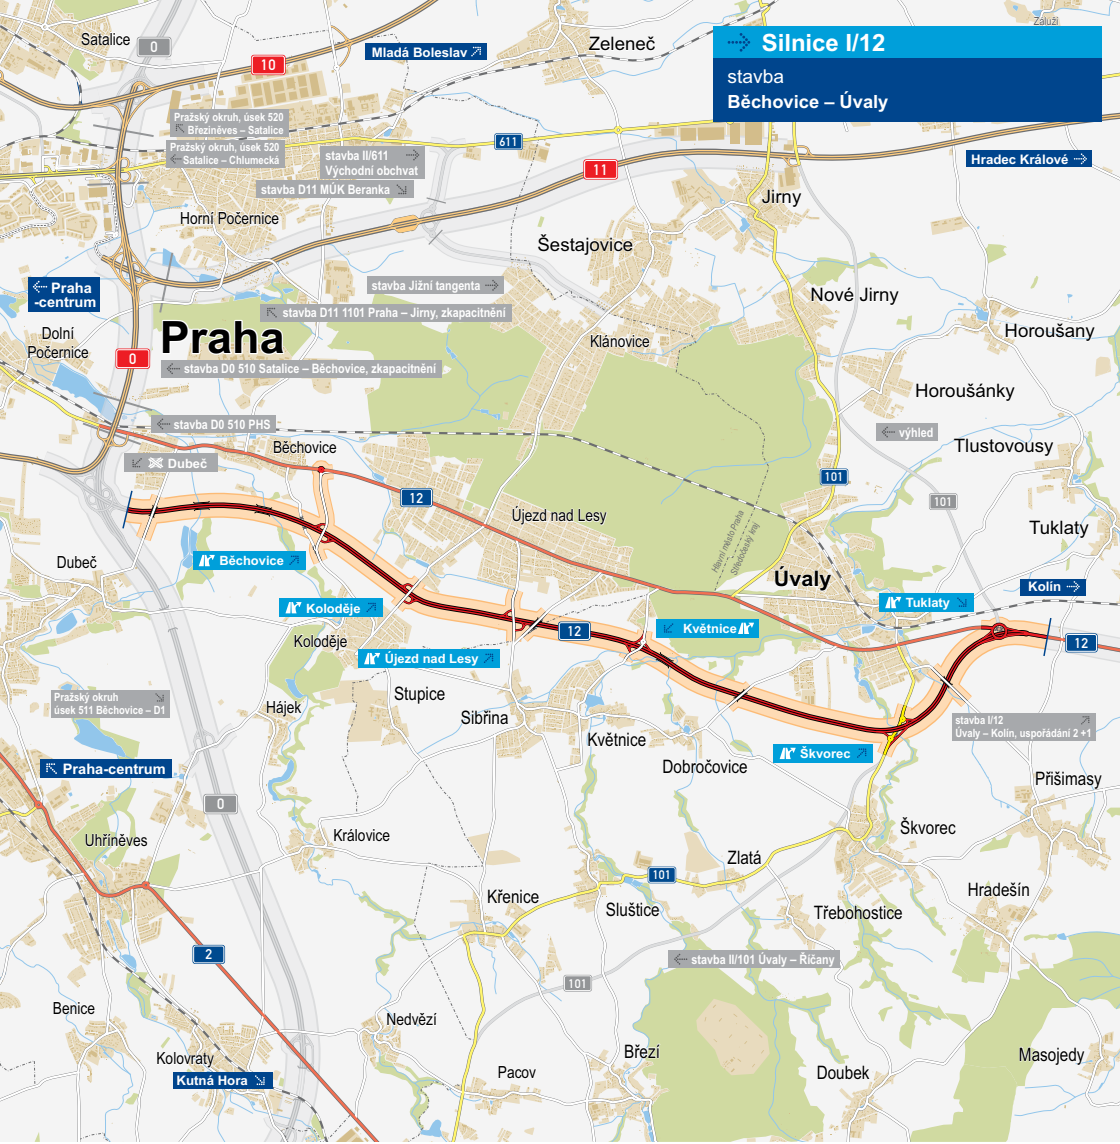 Satalice
0
10
Mladá Boleslav
Zeleneč
Záluží
Silnice I/12
stavba
Běchovice – Úvaly
Pražský okruh, úsek 520
Březiněves – Satalice
Pražský okruh, úsek 520
Satalice – Chlumecká
stavba II/611
Východní obchvat
611
11
Hradec Králové
stavba D11 MÚK Beranka
Horní Počernice
Jirny
Šestajovice
Praha
-centrum
stavba Jižní tangenta
Nové Jirny
stavba D11 1101 Praha – Jirny, zkapacitnění
Dolní
Počernice
Praha
0
Klánovice
Horoušany
stavba D0 510 Satalice – Běchovice, zkapacitnění
Horoušánky
stavba D0 510 PHS
výhled
Běchovice
Tlustovousy
Dubeč
101
12
101
Újezd nad Lesy
Hlavní město Praha
Středočeský kraj
Tuklaty
Dubeč
Běchovice
Úvaly
Kolín
Koloděje
Tuklaty
Koloděje
12
Květnice
12
Újezd nad Lesy
Pražský okruh
úsek 511 Běchovice – D1
Stupice
Hájek
Sibřina
stavba I/12
Úvaly – Kolín, uspořádání 2 +1
Květnice
Škvorec
Praha-centrum
Dobročovice
Přišimasy
0
Uhříněves
Královice
Škvorec
Zlatá
101
Křenice
Hradešín
Sluštice
Třebohostice
2
stavba II/101 Úvaly – Říčany
101
Benice
Nedvězí
Kolovraty
Březí
Masojedy
Kutná Hora
Pacov
Doubek